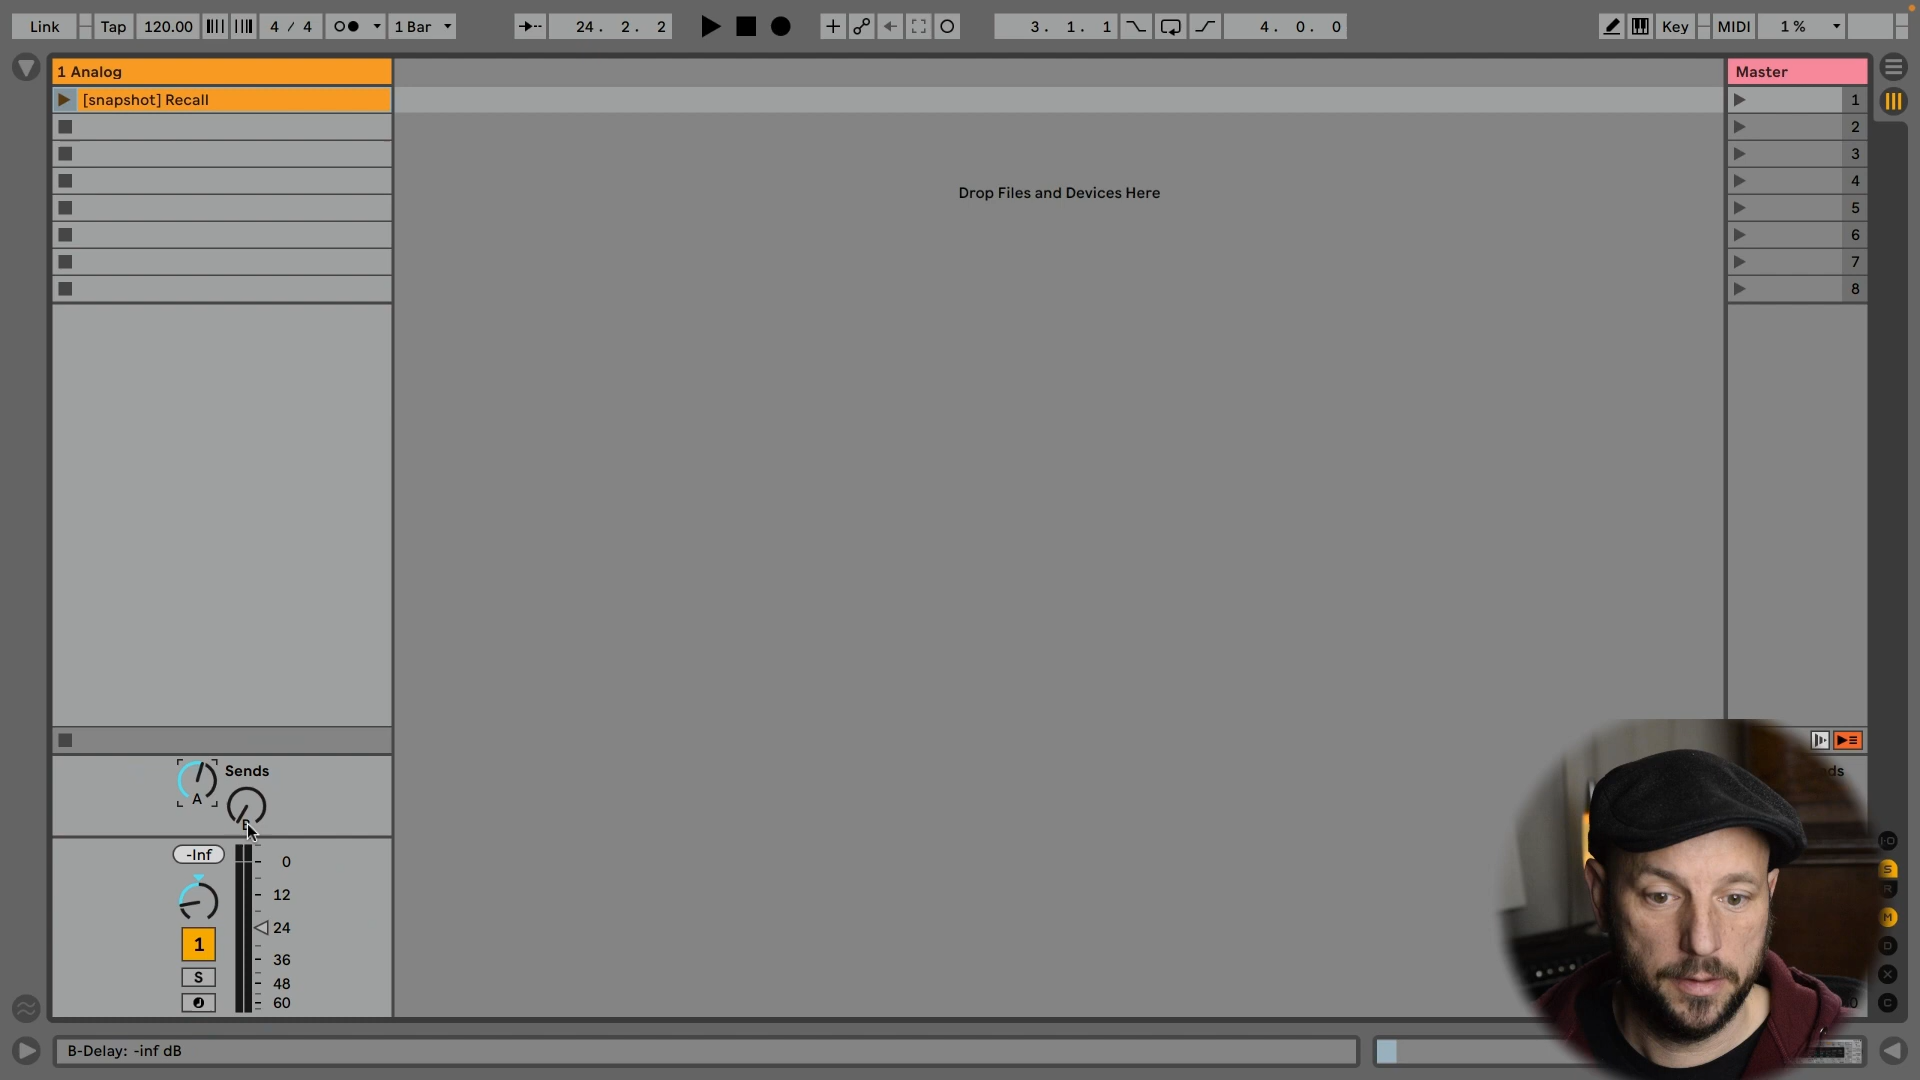 Link Tap 120.00 4 / 4 1 Bar 24. 2. 2 3. 1. 1 4. 0. 0 Key MIDI 1 %
1 Analog
Master
[snapshot] Recall
1
2
3
4
5
6
7
8
Drop Files and Devices Here
Sends
A
B
-Inf
0
12
24
36
48
60
1
S
S
R
M
D
X
C
B-Delay: -inf dB